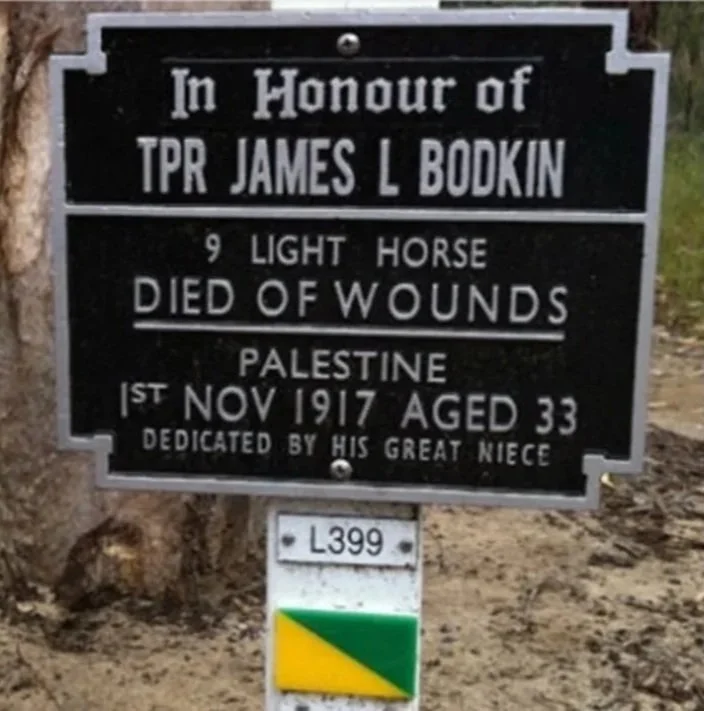 In Honour of
TPR JAMES L BODKIN
9 LIGHT HORSE
DIED OF WOUNDS
PALESTINE
1ST NOV 1917 AGED 33
DEDICATED BY HIS GREAT NIECE
L399